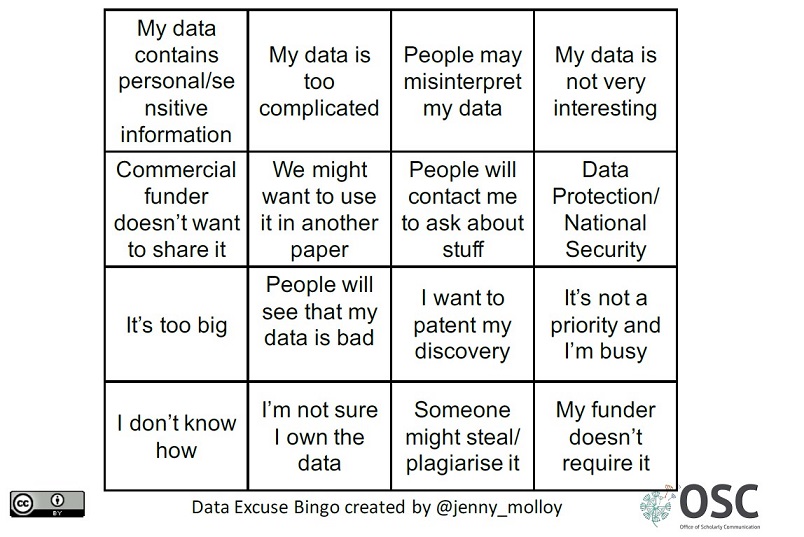 My data
contains
personal/se
nsitive
information
My data is
too
complicated
People may
misinterpret
my data
My data is
not very
interesting
Commercial
funder
doesn’t want
to share it
We might
want to use
it in another
paper
People will
contact me
to ask about
stuff
Data
Protection/
National
Security
It’s too big
People will
see that my
data is bad
I want to
patent my
discovery
It’s not a
priority and
I’m busy
I don’t know
how
I’m not sure
I own the
data
Someone
might steal/
plagiarise it
My funder
doesn’t
require it
cc
BY
Data Excuse Bingo created by @jenny_molloy
OSC
Office of Scholarly Communication